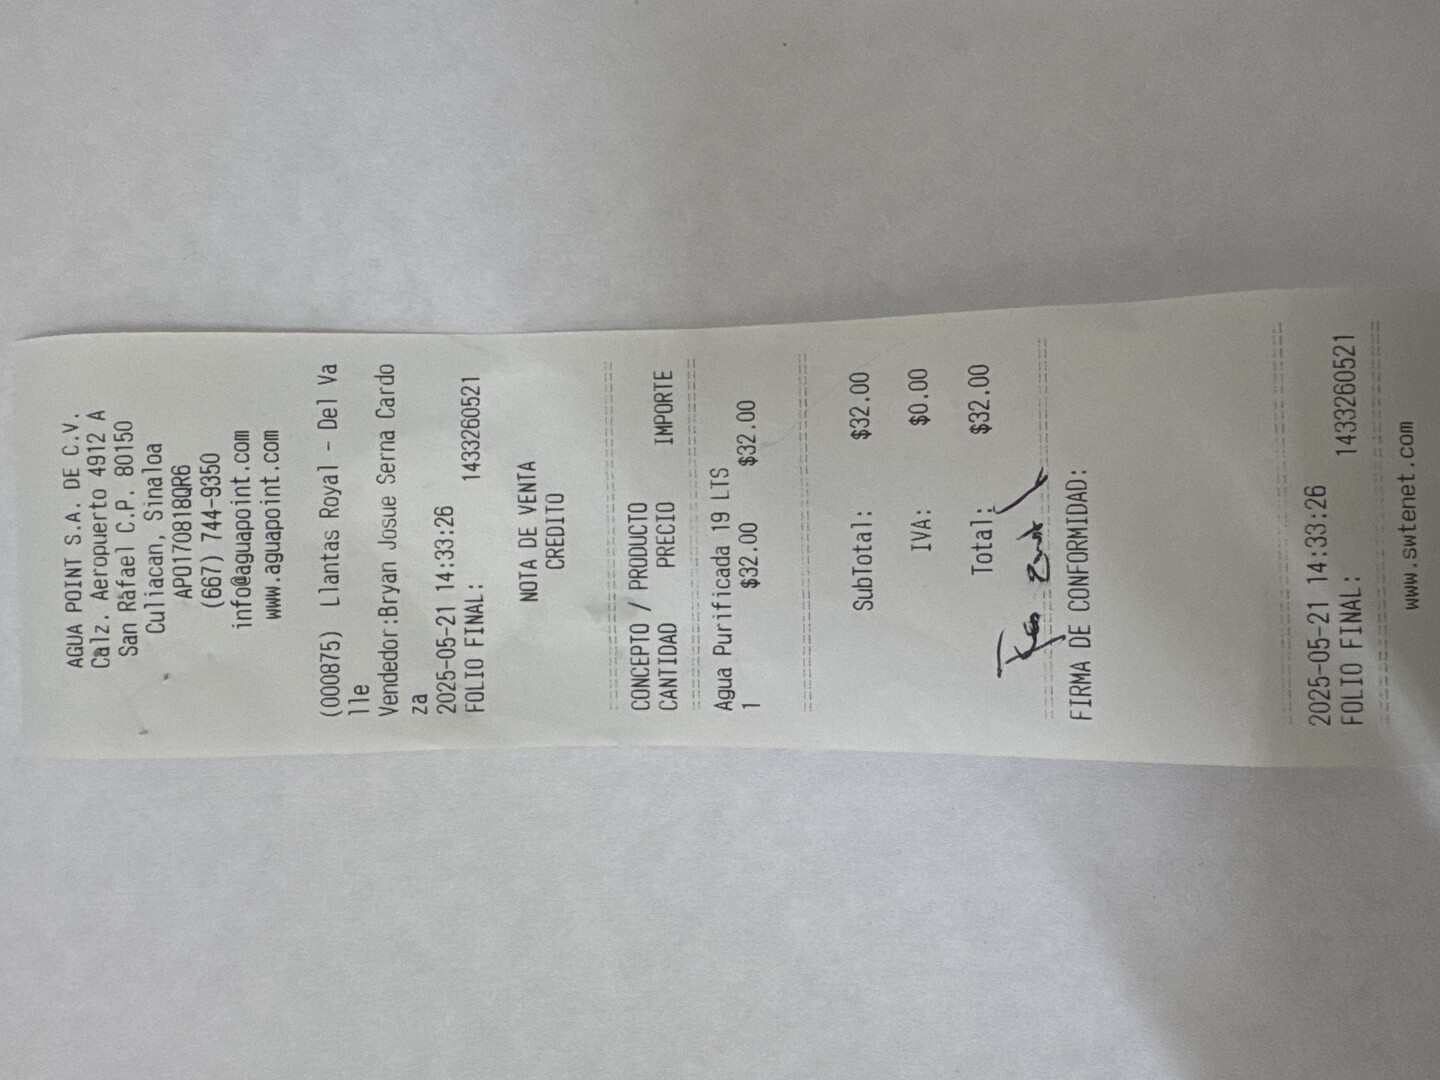 AGUA POINT S.A. DE C.V.
Calz. Aeropuerto 4912 A
San Rafael C.P. 80150
Culiacan, Sinaloa
APO170818QR6
(667) 744-9350
info@aguapoint.com
www.aguapoint.com
(000875) Llantas Royal - Del Va
lle
Vendedor:Bryan Josue Serna Cardo
za
2025-05-21 14:33:26
FOLIO FINAL: 1433260521
NOTA DE VENTA
CREDITO
CONCEPTO / PRODUCTO
CANTIDAD PRECIO IMPORTE
Agua Purificada 19 LTS
1 $32.00 $32.00
SubTotal: $32.00
IVA: $0.00
Total: $32.00
FIRMA DE CONFORMIDAD:
2025-05-21 14:33:26
FOLIO FINAL: 1433260521
www.swtenet.com